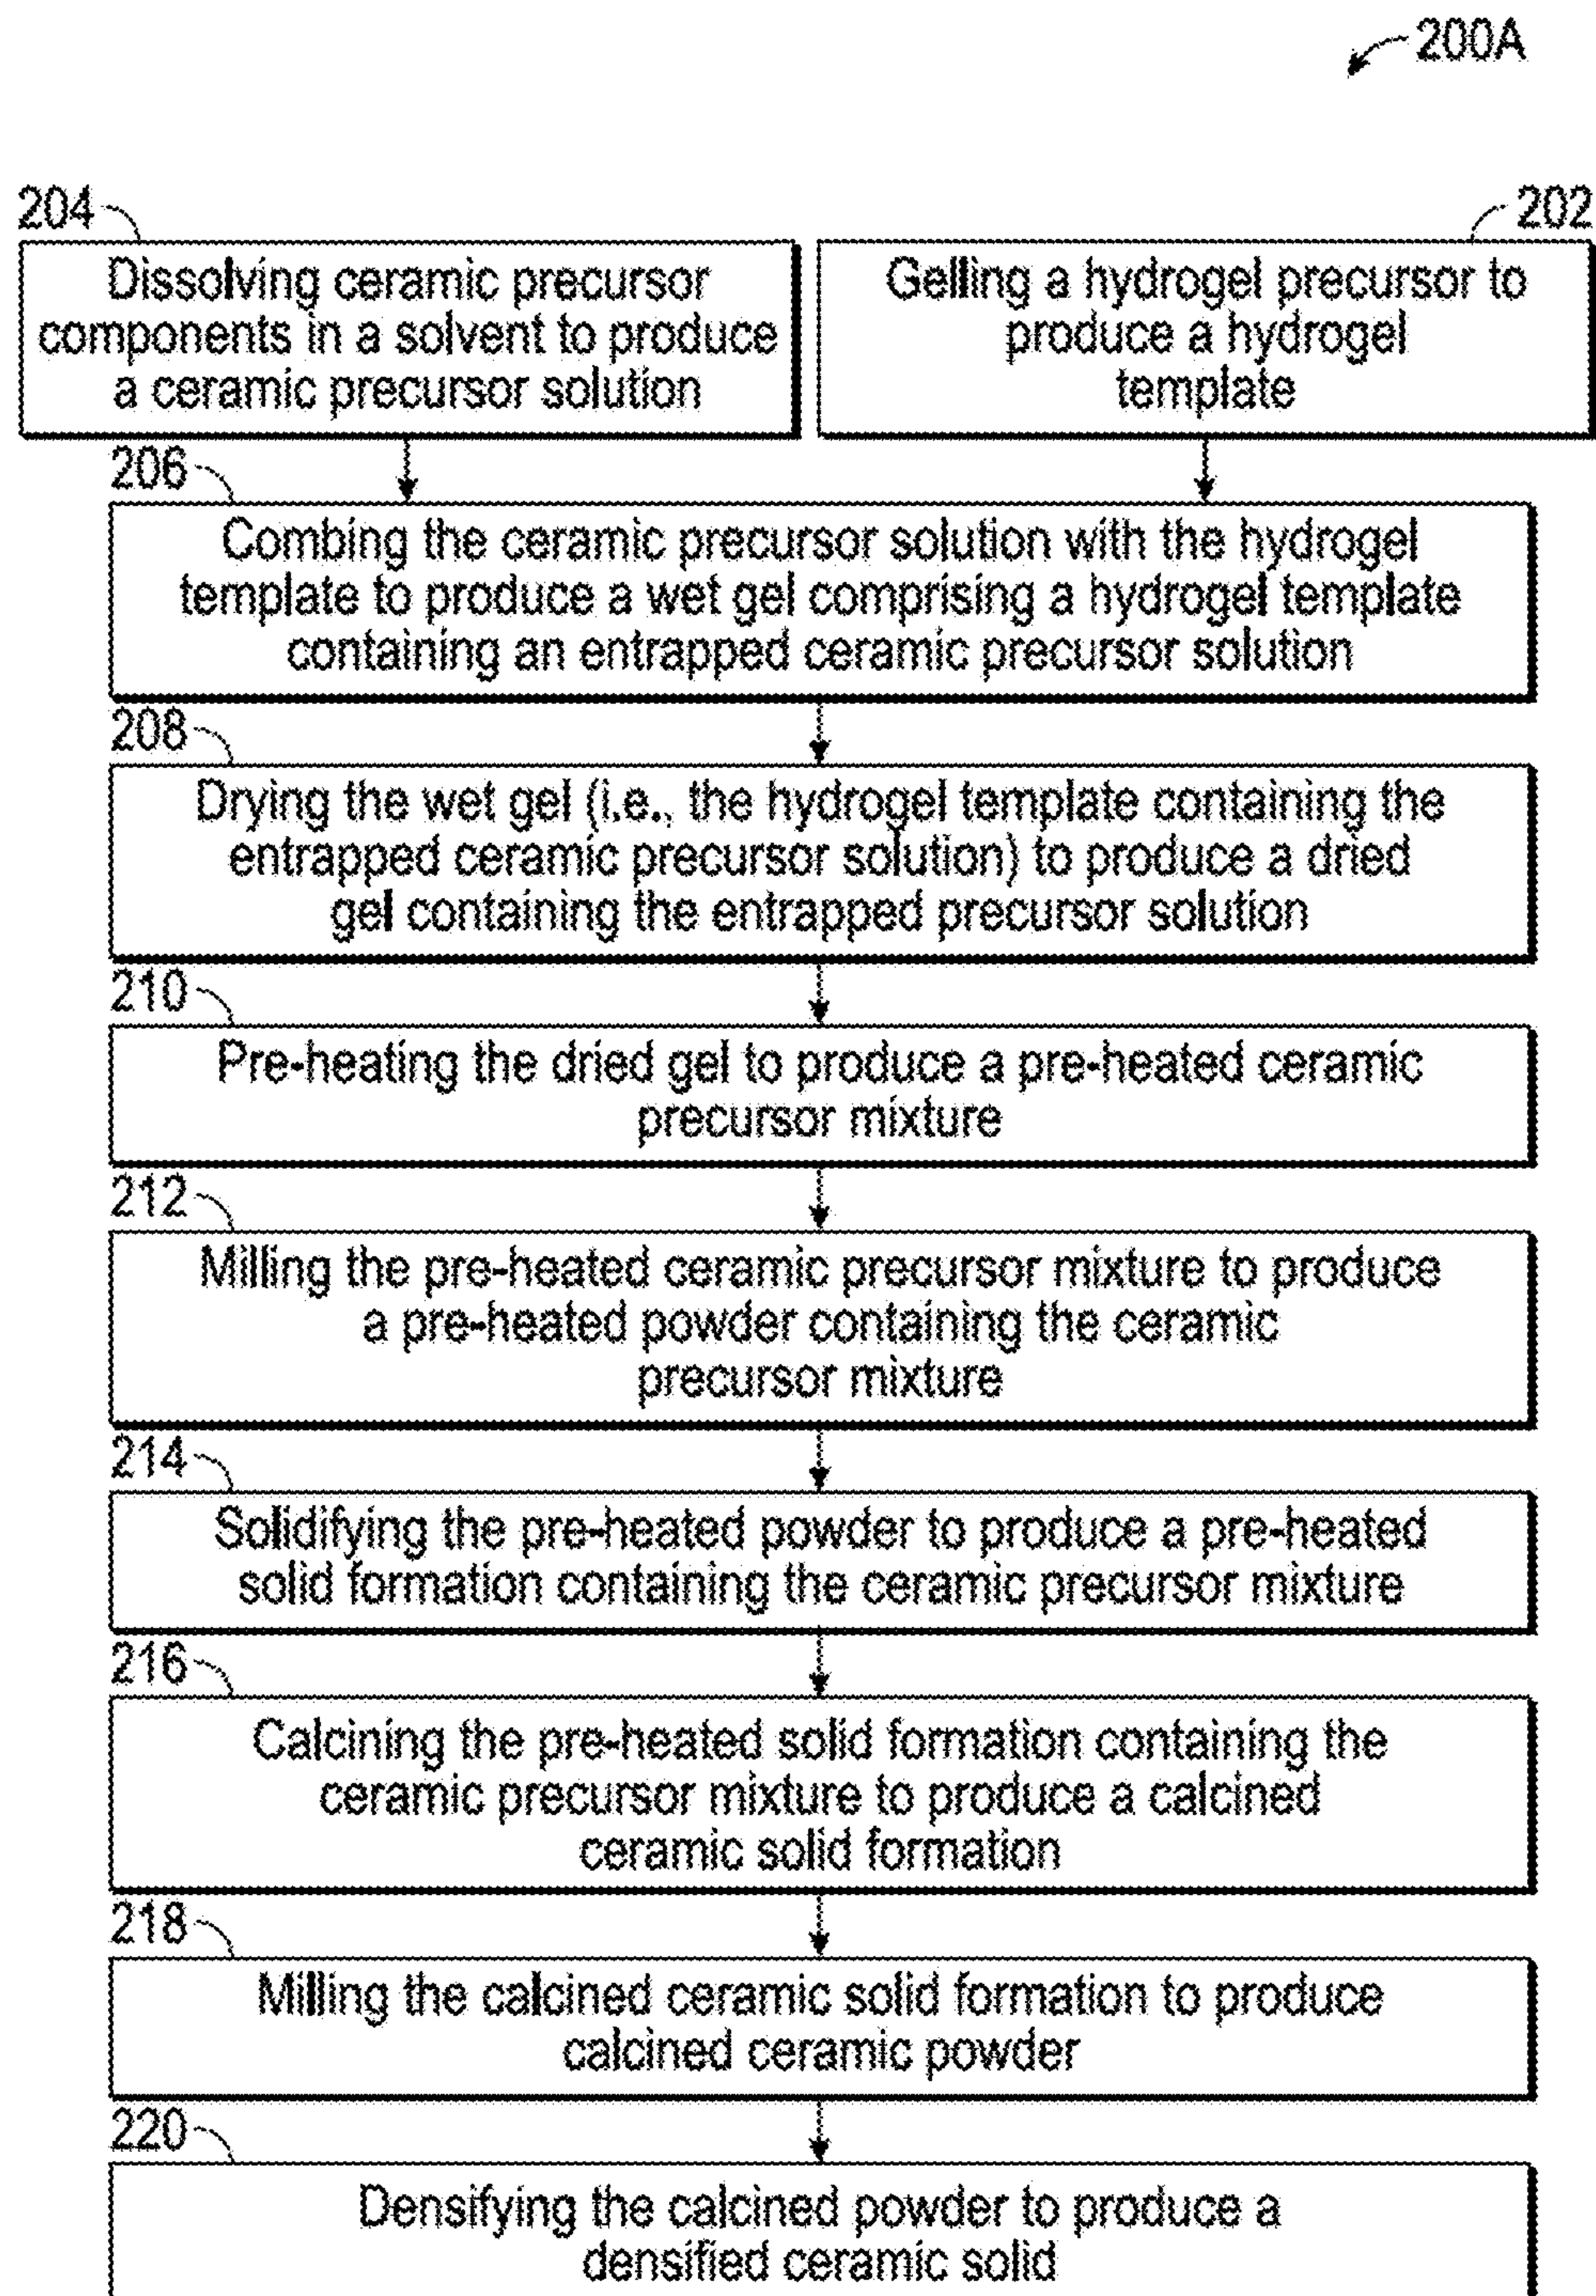 200A
204
Dissolving ceramic precursor
components in a solvent to produce
a ceramic precursor solution
202
Gelling a hydrogel precursor to
produce a hydrogel
template
206
Combing the ceramic precursor solution with the hydrogel
template to produce a wet gel comprising a hydrogel template
containing an entrapped ceramic precursor solution
208
Drying the wet gel (i.e., the hydrogel template containing the
entrapped ceramic precursor solution) to produce a dried
gel containing the entrapped precursor solution
210
Pre-heating the dried gel to produce a pre-heated ceramic
precursor mixture
212
Milling the pre-heated ceramic precursor mixture to produce
a pre-heated powder containing the ceramic
precursor mixture
214
Solidifying the pre-heated powder to produce a pre-heated
solid formation containing the ceramic precursor mixture
216
Calcining the pre-heated solid formation containing the
ceramic precursor mixture to produce a calcined
ceramic solid formation
218
Milling the calcined ceramic solid formation to produce
calcined ceramic powder
220
Densifying the calcined powder to produce a
densified ceramic solid